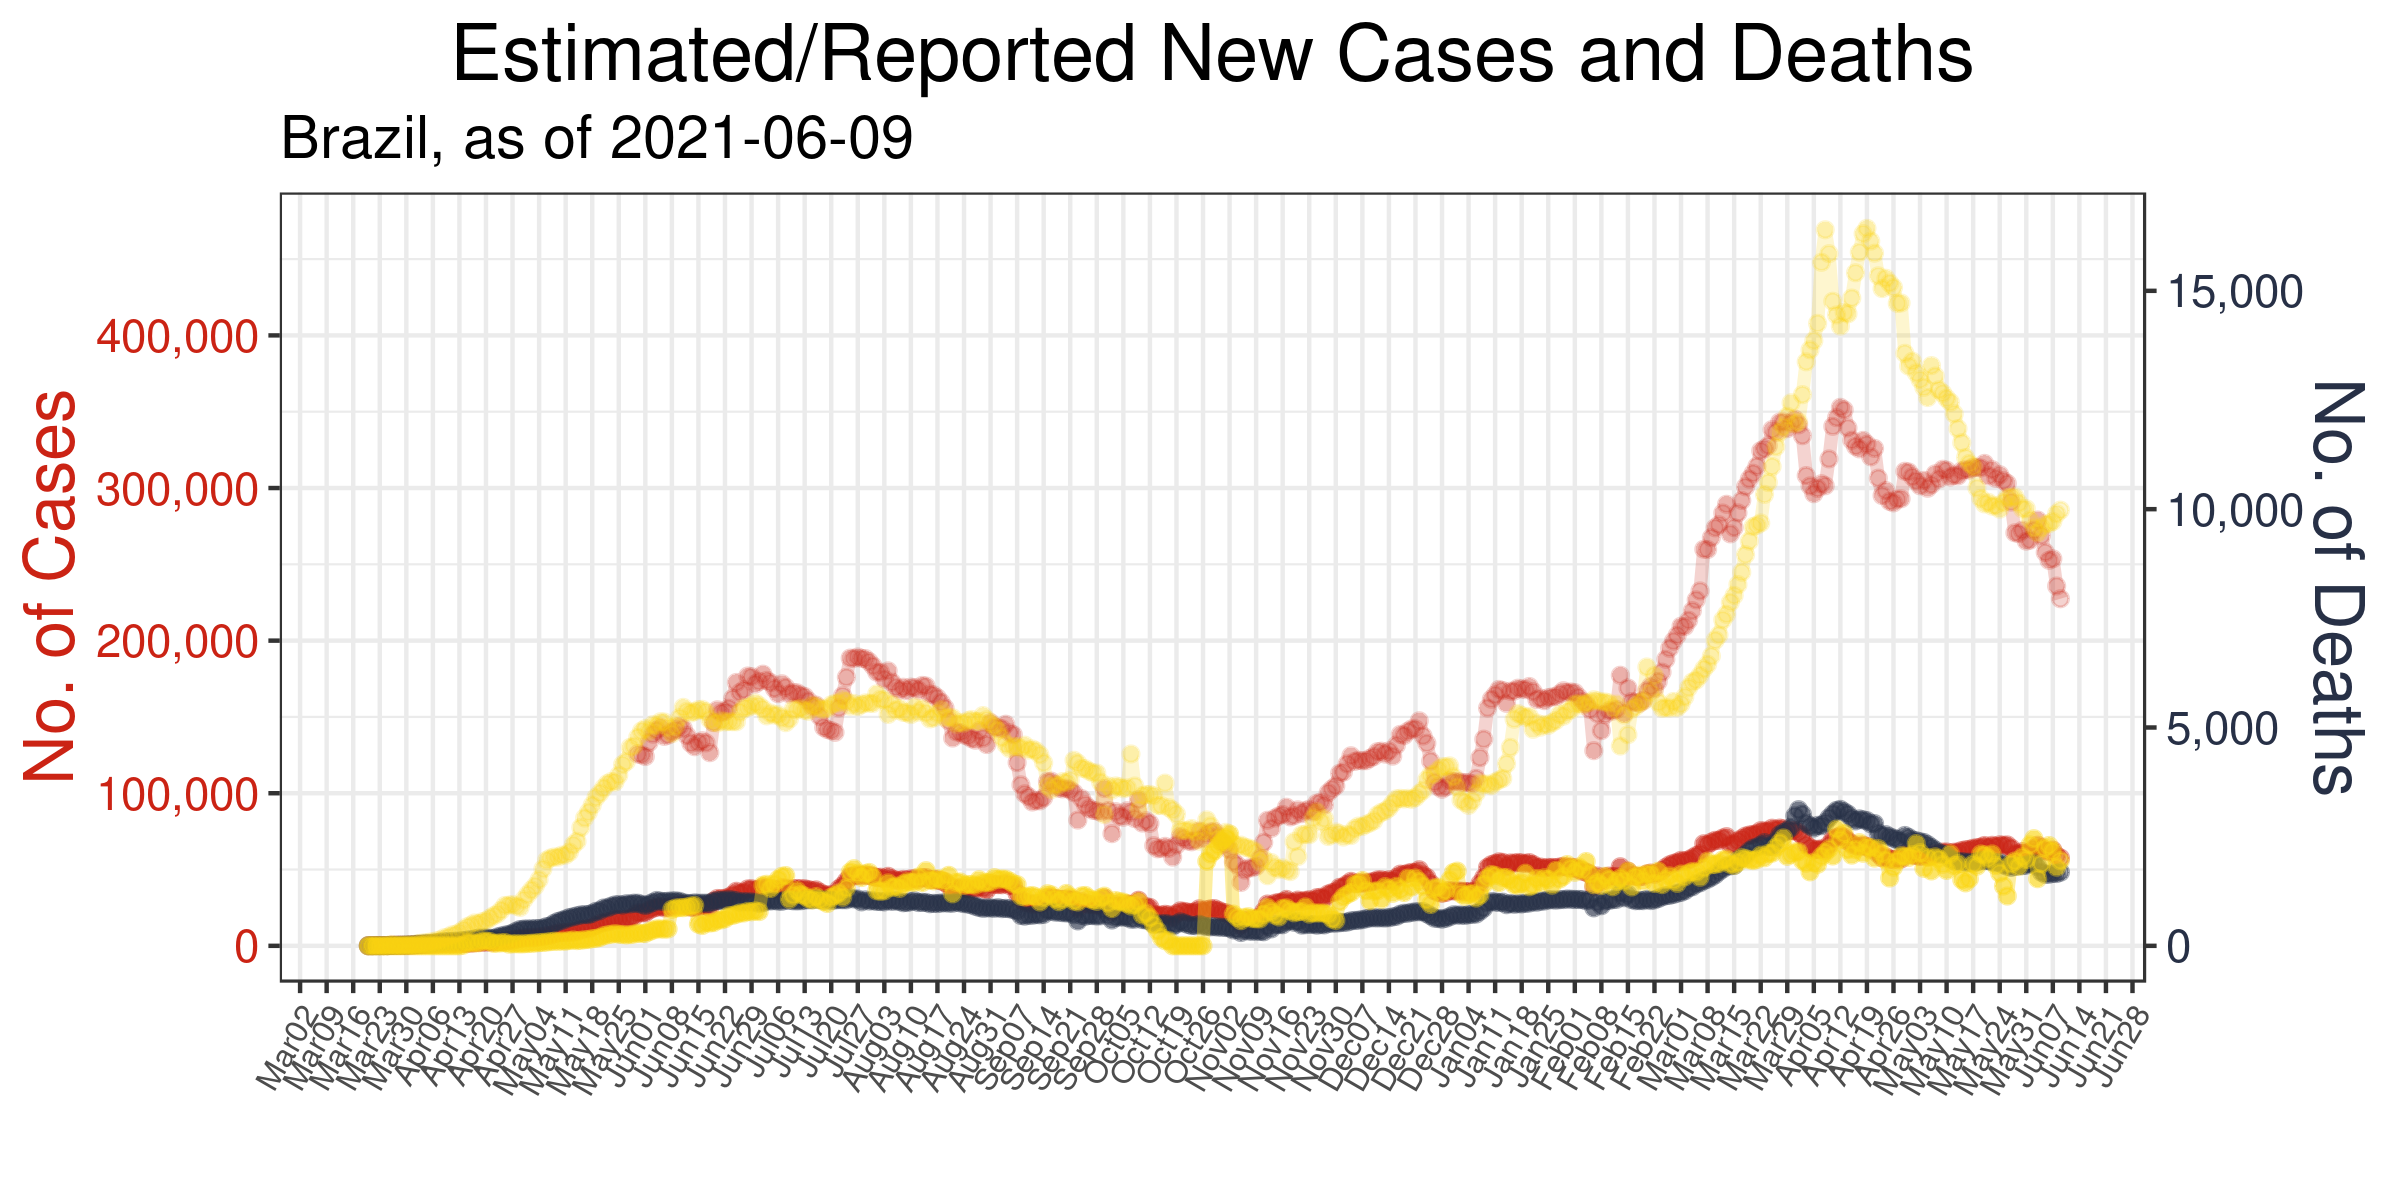 Estimated/Reported New Cases and Deaths
Brazil, as of 2021-06-09
No. of Cases
400,000
300,000
200,000
100,000
0
15,000
10,000
5,000
0
No. of Deaths
Mar02
Mar09
Mar16
Mar23
Mar30
Apr06
Apr13
Apr20
Apr27
May04
May11
May18
May25
Jun01
Jun08
Jun15
Jun22
Jun29
Jul06
Jul13
Jul20
Jul27
Aug03
Aug10
Aug17
Aug24
Aug31
Sep07
Sep14
Sep21
Sep28
Oct05
Oct12
Oct19
Oct26
Nov02
Nov09
Nov16
Nov23
Nov30
Dec07
Dec14
Dec21
Dec28
Jan04
Jan11
Jan18
Jan25
Feb01
Feb08
Feb15
Feb22
Mar01
Mar08
Mar15
Mar22
Mar29
Apr05
Apr12
Apr19
Apr26
May03
May10
May17
May24
May31
Jun07
Jun14
Jun21
Jun28